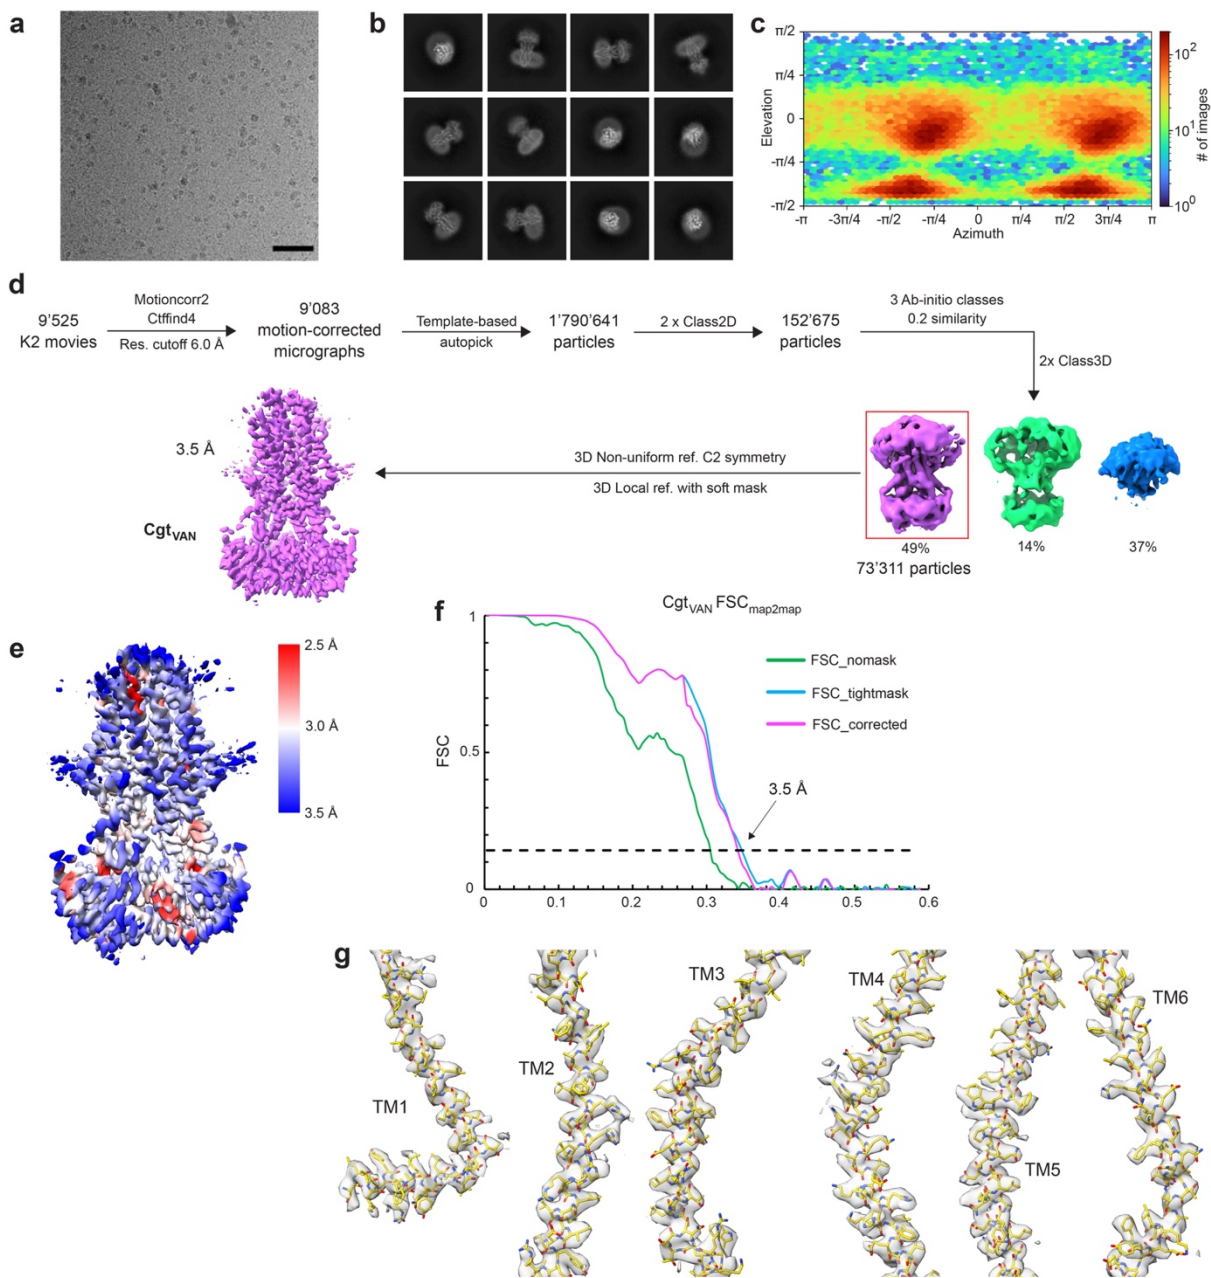 a
b
c
π/2
π/4
0
-π/4
-π/2
Elevation
-π
-3π/4
-π/2
-π/4
0
π/4
π/2
3π/4
π
Azimuth
10²
10¹
10⁰
# of images
d
9'525
K2 movies
Motioncorr2
Ctffind4
Res. cutoff 6.0 Å
9'083
motion-corrected
micrographs
Template-based
autopick
1'790'641
particles
2 x Class2D
152'675
particles
3 Ab-initio classes
0.2 similarity
2x Class3D
3.5 Å
CgtVAN
3D Non-uniform ref. C2 symmetry
3D Local ref. with soft mask
49%
73'311 particles
14%
37%
e
2.5 Å
3.0 Å
3.5 Å
f
CgtVAN FSCmap2map
1
0.5
0
FSC
FSC_nomask
FSC_tightmask
FSC_corrected
3.5 Å
0
0.1
0.2
0.3
0.4
0.5
0.6
g
TM1
TM2
TM3
TM4
TM5
TM6